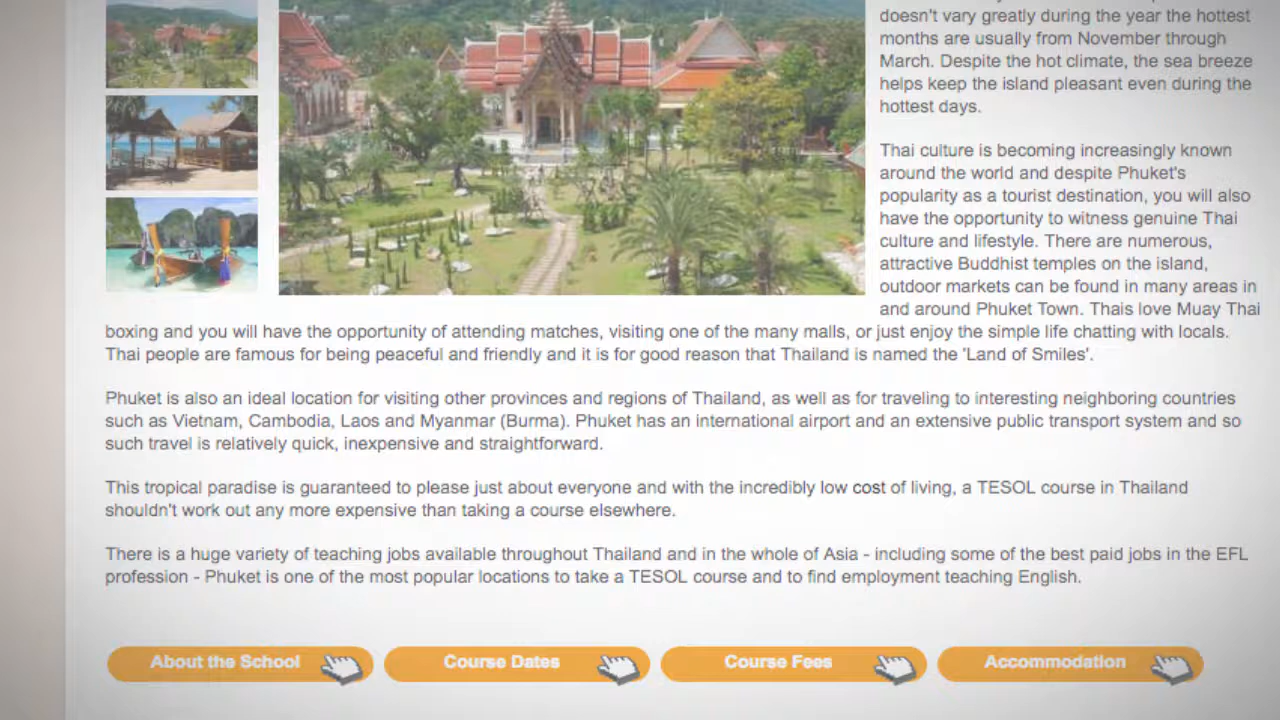 doesn't vary greatly during the year the hottest
months are usually from November through
March. Despite the hot climate, the sea breeze
helps keep the island pleasant even during the
hottest days.
Thai culture is becoming increasingly known
around the world and despite Phuket's
popularity as a tourist destination, you will also
have the opportunity to witness genuine Thai
culture and lifestyle. There are numerous,
attractive Buddhist temples on the island,
outdoor markets can be found in many areas in
and around Phuket Town. Thais love Muay Thai
boxing and you will have the opportunity of attending matches, visiting one of the many malls, or just enjoy the simple life chatting with locals.
Thai people are famous for being peaceful and friendly and it is for good reason that Thailand is named the 'Land of Smiles'.
Phuket is also an ideal location for visiting other provinces and regions of Thailand, as well as for traveling to interesting neighboring countries
such as Vietnam, Cambodia, Laos and Myanmar (Burma). Phuket has an international airport and an extensive public transport system and so
such travel is relatively quick, inexpensive and straightforward.
This tropical paradise is guaranteed to please just about everyone and with the incredibly low cost of living, a TESOL course in Thailand
shouldn't work out any more expensive than taking a course elsewhere.
There is a huge variety of teaching jobs available throughout Thailand and in the whole of Asia - including some of the best paid jobs in the EFL
profession - Phuket is one of the most popular locations to take a TESOL course and to find employment teaching English.
About the School
Course Dates
Course Fees
Accommodation